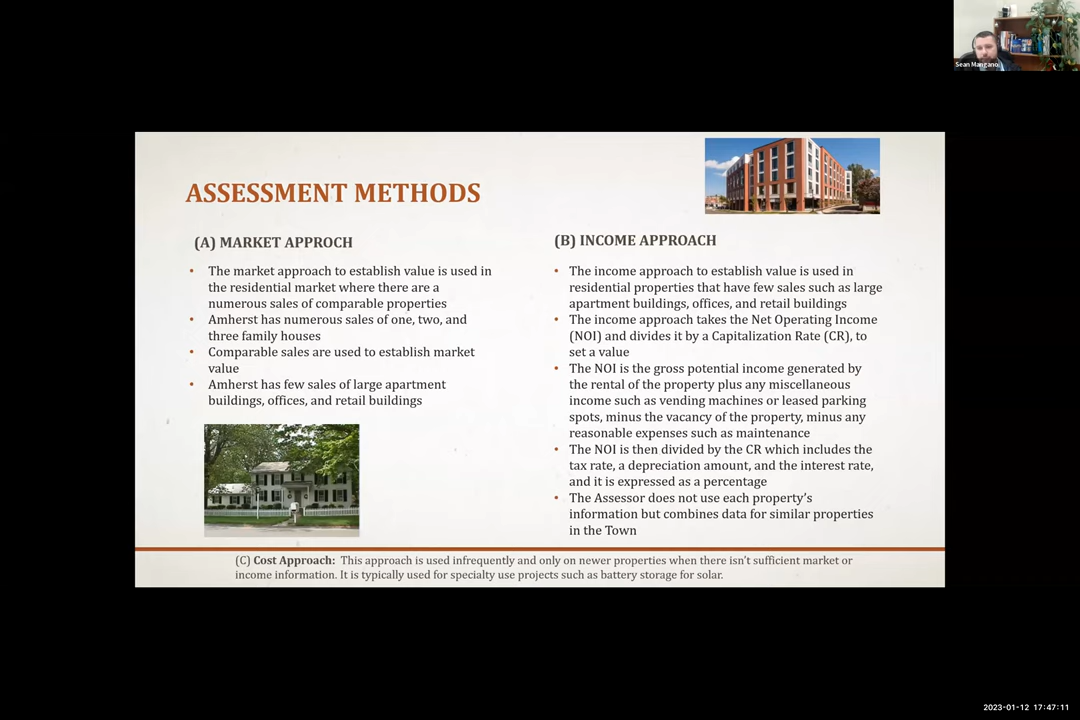 Sean Mangano
ASSESSMENT METHODS
(A) MARKET APPROCH
• The market approach to establish value is used in
the residential market where there are a
numerous sales of comparable properties
• Amherst has numerous sales of one, two, and
three family houses
• Comparable sales are used to establish market
value
• Amherst has few sales of large apartment
buildings, offices, and retail buildings
(B) INCOME APPROACH
• The income approach to establish value is used in
residential properties that have few sales such as large
apartment buildings, offices, and retail buildings
• The income approach takes the Net Operating Income
(NOI) and divides it by a Capitalization Rate (CR), to
set a value
• The NOI is the gross potential income generated by
the rental of the property plus any miscellaneous
income such as vending machines or leased parking
spots, minus the vacancy of the property, minus any
reasonable expenses such as maintenance
• The NOI is then divided by the CR which includes the
tax rate, a depreciation amount, and the interest rate,
and it is expressed as a percentage
• The Assessor does not use each property's
information but combines data for similar properties
in the Town
(C) Cost Approach: This approach is used infrequently and only on newer properties when there isn't sufficient market or
income information. It is typically used for specialty use projects such as battery storage for solar.
2023-01-12 17:47:11